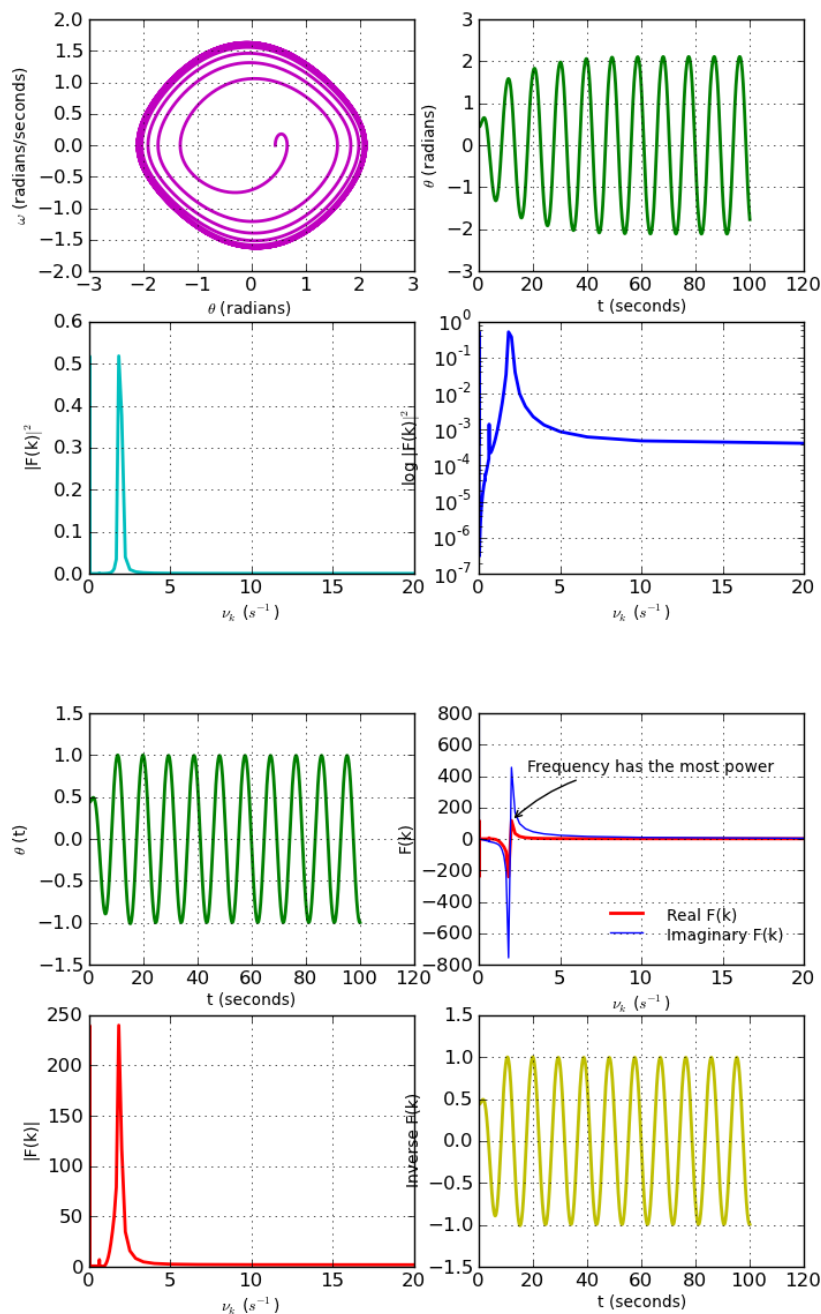 2.0
1.5
1.0
0.5
0.0
−0.5
−1.0
−1.5
−2.0
ω (radians/seconds)
−3 −2 −1 0 1 2 3
θ (radians)
3
2
1
0
−1
−2
−3
θ (radians)
0 20 40 60 80 100 120
t (seconds)
0.6
0.5
0.4
0.3
0.2
0.1
0.0
|F(k)|²
0 5 10 15 20
νₖ (s⁻¹)
10⁰
10⁻¹
10⁻²
10⁻³
10⁻⁴
10⁻⁵
10⁻⁶
10⁻⁷
log |F(k)|²
0 5 10 15 20
νₖ (s⁻¹)
1.5
1.0
0.5
0.0
−0.5
−1.0
−1.5
θ (t)
0 20 40 60 80 100 120
t (seconds)
800
600
400
200
0
−200
−400
−600
−800
F(k)
Frequency has the most power
Real F(k)
Imaginary F(k)
0 5 10 15 20
νₖ (s⁻¹)
250
200
150
100
50
0
|F(k)|
0 5 10 15 20
νₖ (s⁻¹)
1.5
1.0
0.5
0.0
−0.5
−1.0
−1.5
Inverse F(k)
0 20 40 60 80 100 120
t (seconds)